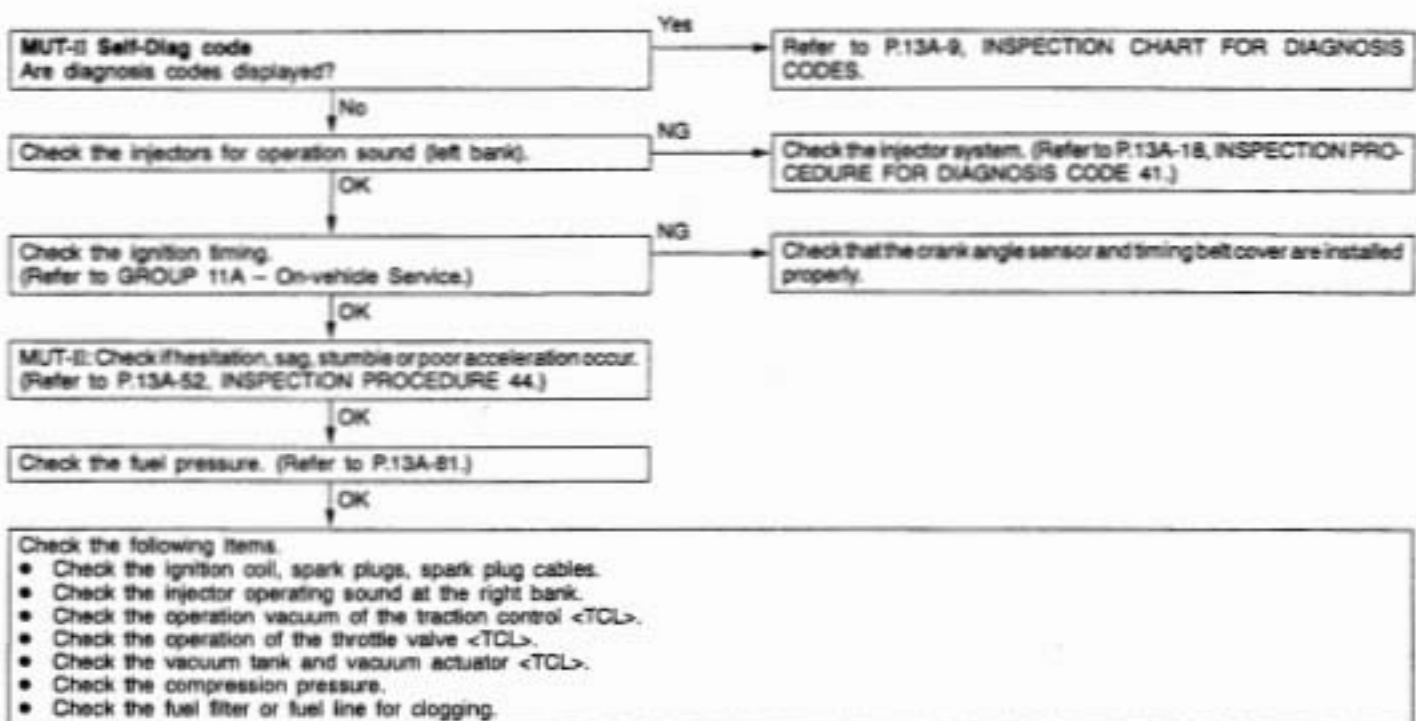 Yes
MUT-II Self-Diag code
Are diagnosis codes displayed?
Refer to P.13A-9, INSPECTION CHART FOR DIAGNOSIS
CODES.
No
NG
Check the injectors for operation sound (left bank).
Check the injector system. (Refer to P.13A-18, INSPECTION PRO-
CEDURE FOR DIAGNOSIS CODE 41.)
OK
NG
Check the ignition timing.
(Refer to GROUP 11A – On-vehicle Service.)
Check that the crank angle sensor and timing belt cover are installed
properly.
OK
MUT-II: Check if hesitation, sag, stumble or poor acceleration occur.
(Refer to P.13A-52, INSPECTION PROCEDURE 44.)
OK
Check the fuel pressure. (Refer to P.13A-81.)
OK
Check the following items.
● Check the ignition coil, spark plugs, spark plug cables.
● Check the injector operating sound at the right bank.
● Check the operation vacuum of the traction control <TCL>.
● Check the operation of the throttle valve <TCL>.
● Check the vacuum tank and vacuum actuator <TCL>.
● Check the compression pressure.
● Check the fuel filter or fuel line for clogging.